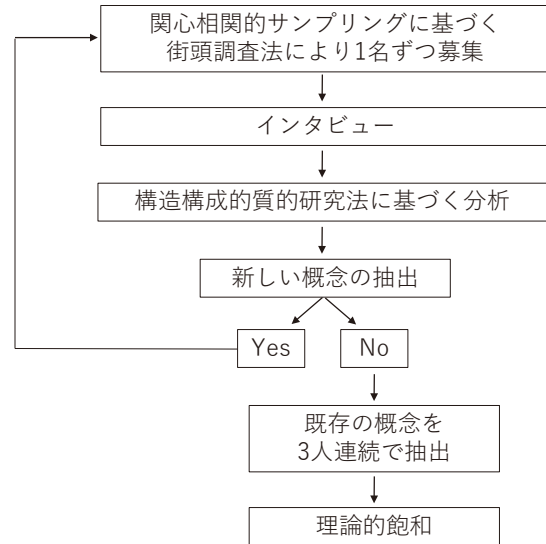 関心相関的サンプリングに基づく
街頭調査法により1名ずつ募集
インタビュー
構造構成的質的研究法に基づく分析
新しい概念の抽出
Yes
No
既存の概念を
3人連続で抽出
理論的飽和